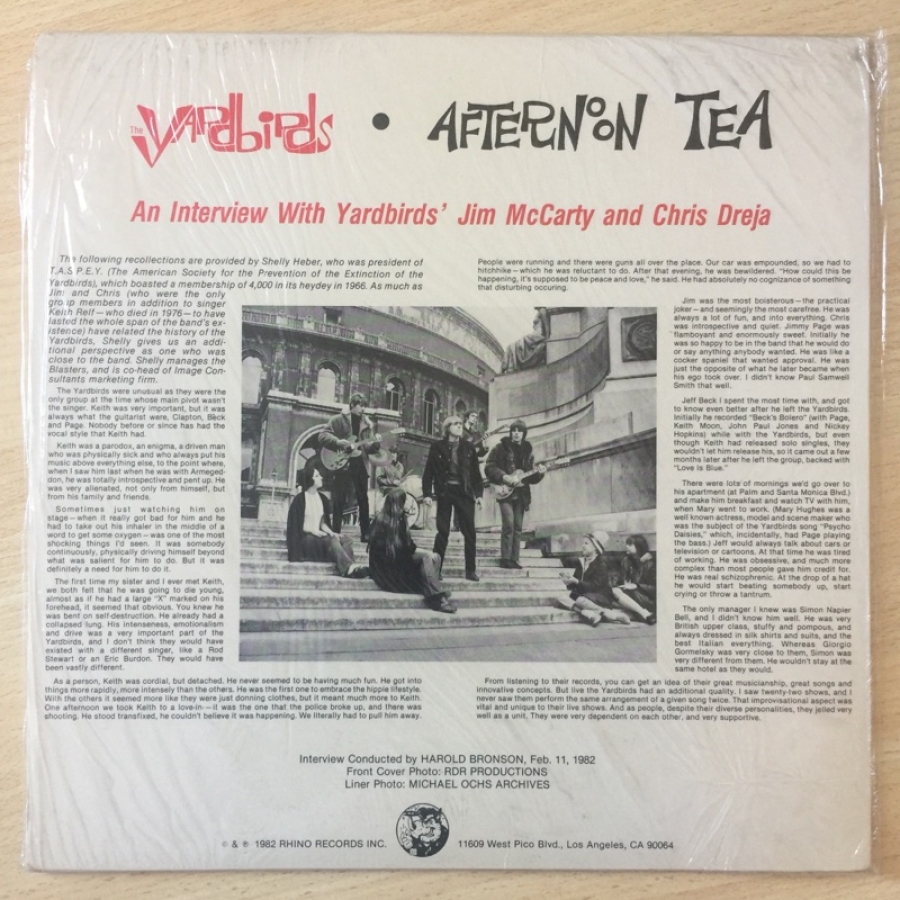 The Yardbirds • AFTERNOON TEA
An Interview With Yardbirds' Jim McCarty and Chris Dreja
The following recollections are provided by Shelly Heber, who was president of
T.A.S.P.E.Y. (The American Society for the Prevention of the Extinction of the
Yardbirds), which boasted a membership of 4,000 in its heydey in 1966. As much as
Jim and Chris (who were the only
group members in addition to singer
Keith Relf—who died in 1976—to have
lasted the whole span of the band's ex-
istence) have related the history of the
Yardbirds, Shelly gives us an addi-
tional perspective as one who was
close to the band. Shelly manages the
Blasters, and is co-head of Image Con-
sultants marketing firm.
The Yardbirds were unusual as they were the
only group at the time whose main pivot wasn't
the singer. Keith was very important, but it was
always what the guitarist were, Clapton, Beck
and Page. Nobody before or since has had the
vocal style that Keith had.
Keith was a parodox, an enigma, a driven man
who was physically sick and who always put his
music above everything else, to the point where,
when I saw him last when he was with Armeged-
don, he was totally introspective and pent up. He
was very alienated, not only from himself, but
from his family and friends.
Sometimes just watching him on
stage—when it really got bad for him and he
had to take out his inhaler in the middle of a
word to get some oxygen—was one of the most
shocking things I'd seen. It was somebody
continuously, physically driving himself beyond
what was salient for him to do. But it was
definitely a need for him to do it.
The first time my sister and I ever met Keith,
we both felt that he was going to die young,
almost as if he had a large "X" marked on his
forehead, it seemed that obvious. You knew he
was bent on self-destruction. He already had a
collapsed lung. His intenseness, emotionalism
and drive was a very important part of the
Yardbirds, and I don't think they would have
existed with a different singer, like a Rod
Stewart or an Eric Burdon. They would have
been vastly different.
As a person, Keith was cordial, but detached. He never seemed to be having much fun. He got into
things more rapidly, more intensely than the others. He was the first one to embrace the hippie lifestyle.
With the others it seemed more like they were just donning clothes, but it meant much more to Keith.
One afternoon we took Keith to a love-in—it was the one that the police broke up, and there was
shooting. He stood transfixed, he couldn't believe it was happening. We literally had to pull him away.
People were running and there were guns all over the place. Our car was empounded, so we had to
hitchhike—which he was reluctant to do. After that evening, he was bewildered. "How could this be
happening, it's supposed to be peace and love," he said. He had absolutely no cognizance of something
that disturbing occuring.
Jim was the most boisterous—the practical
joker—and seemingly the most carefree. He was
always a lot of fun, and into everything. Chris
was introspective and quiet. Jimmy Page was
flamboyant and enormously sweet. Initially he
was so happy to be in the band that he would do
or say anything anybody wanted. He was like a
cocker spaniel that wanted approval. He was
just the opposite of what he later became when
his ego took over. I didn't know Paul Samwell
Smith that well.
Jeff Beck I spent the most time with, and got
to know even better after he left the Yardbirds.
Initially he recorded "Beck's Bolero" (with Page,
Keith Moon, John Paul Jones and Nickey
Hopkins) while with the Yardbirds, but even
though Keith had released solo singles, they
wouldn't let him release his, so it came out a few
months later after he left the group, backed with
"Love Is Blue."
There were lots of mornings we'd go over to
his apartment (at Palm and Santa Monica Blvd.)
and make him breakfast and watch TV with him,
when Mary went to work. (Mary Hughes was a
well known actress, model and scene maker who
was the subject of the Yardbirds song "Psycho
Daisies," which, incidentally, had Page playing
the bass.) Jeff would always talk about cars or
television or cartoons. At that time he was tired
of working. He was obsessive, and much more
complex than most people gave him credit for.
He was real schizophrenic. At the drop of a hat
he would start beating somebody up, start
crying or throw a tantrum.
The only manager I knew was Simon Napier
Bell, and I didn't know him well. He was very
British upper class, stuffy and pompous, and
always dressed in silk shirts and suits, and the
best Italian everything. Whereas Giorgio
Gormelsky was very close to them, Simon was
very different from them. He wouldn't stay at the
same hotel as they would.
From listening to their records, you can get an idea of their great musicianship, great songs and
innovative concepts. But live the Yardbirds had an additional quality. I saw twenty-two shows, and I
never saw them perform the same arrangement of a given song twice. That improvisational aspect was
vital and unique to their live shows. And as people, despite their diverse personalities, they jelled very
well as a unit. They were very dependent on each other, and very supportive.
Interview Conducted by HAROLD BRONSON, Feb. 11, 1982
Front Cover Photo: RDR PRODUCTIONS
Liner Photo: MICHAEL OCHS ARCHIVES
© & ℗ 1982 RHINO RECORDS INC. 11609 West Pico Blvd., Los Angeles, CA 90064